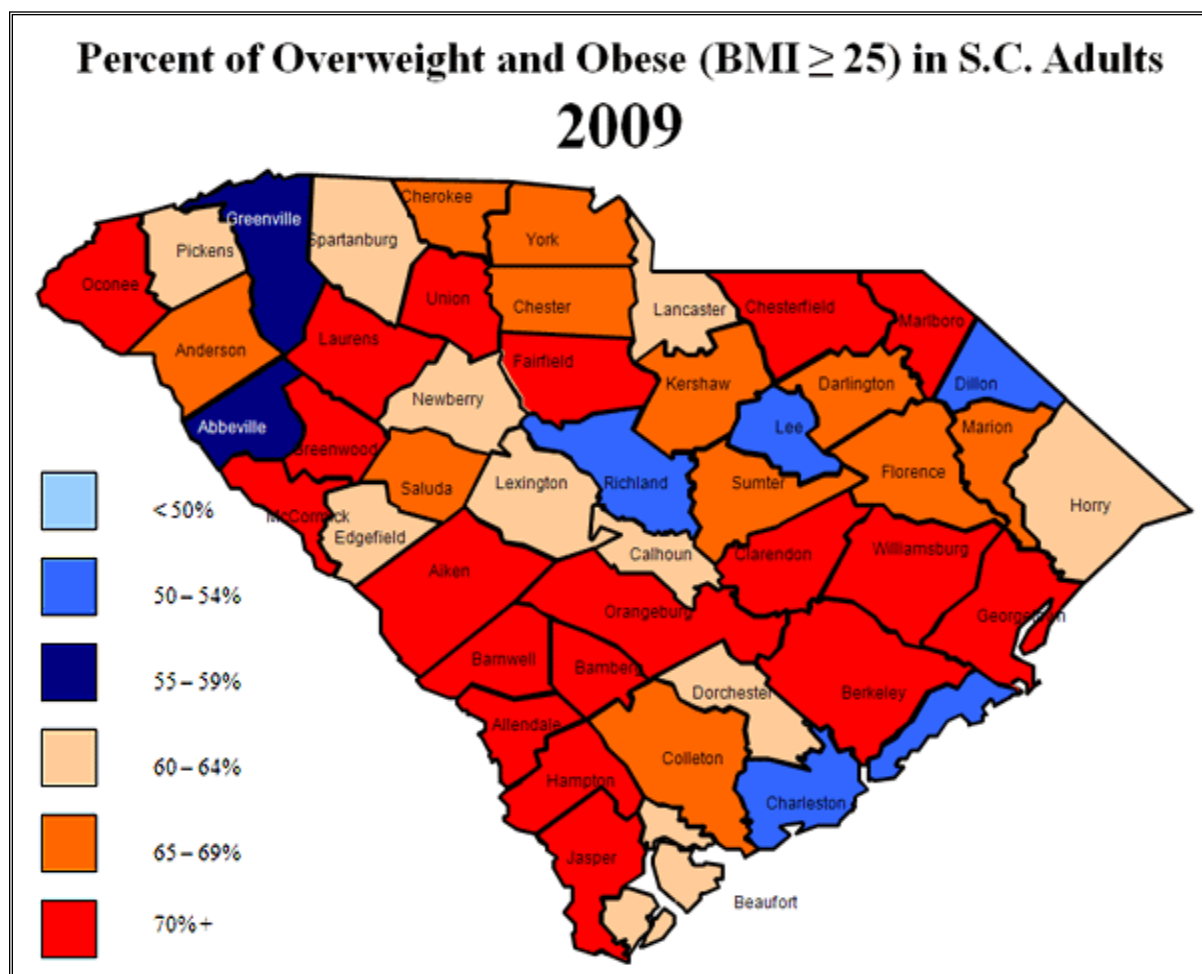 Percent of Overweight and Obese (BMI ≥ 25) in S.C. Adults
2009
Cherokee
Greenville
York
Spartanburg
Pickens
Oconee
Union
Chester
Lancaster
Chesterfield
Marlboro
Laurens
Anderson
Fairfield
Kershaw
Darlington
Dillon
Newberry
Abbeville
Lee
Marion
Greenwood
Florence
Saluda
Lexington
Richland
Sumter
Horry
McCormick
Edgefield
Calhoun
Clarendon
Williamsburg
Aiken
Orangeburg
Georgetown
Barnwell
Bamberg
Dorchester
Berkeley
Allendale
Colleton
Hampton
Charleston
Jasper
Beaufort
< 50%
50 – 54%
55 – 59%
60 – 64%
65 – 69%
70% +